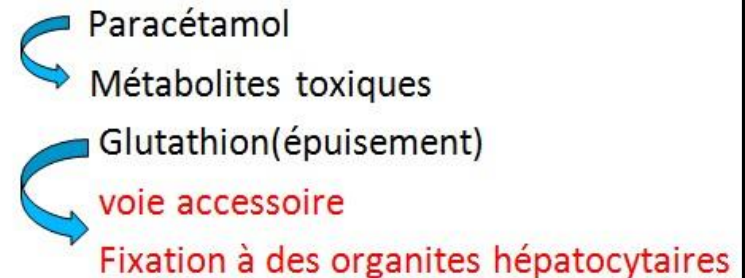 Paracétamol
Métabolites toxiques
Glutathion(épuisement)
voie accessoire
Fixation à des organites hépatocytaires